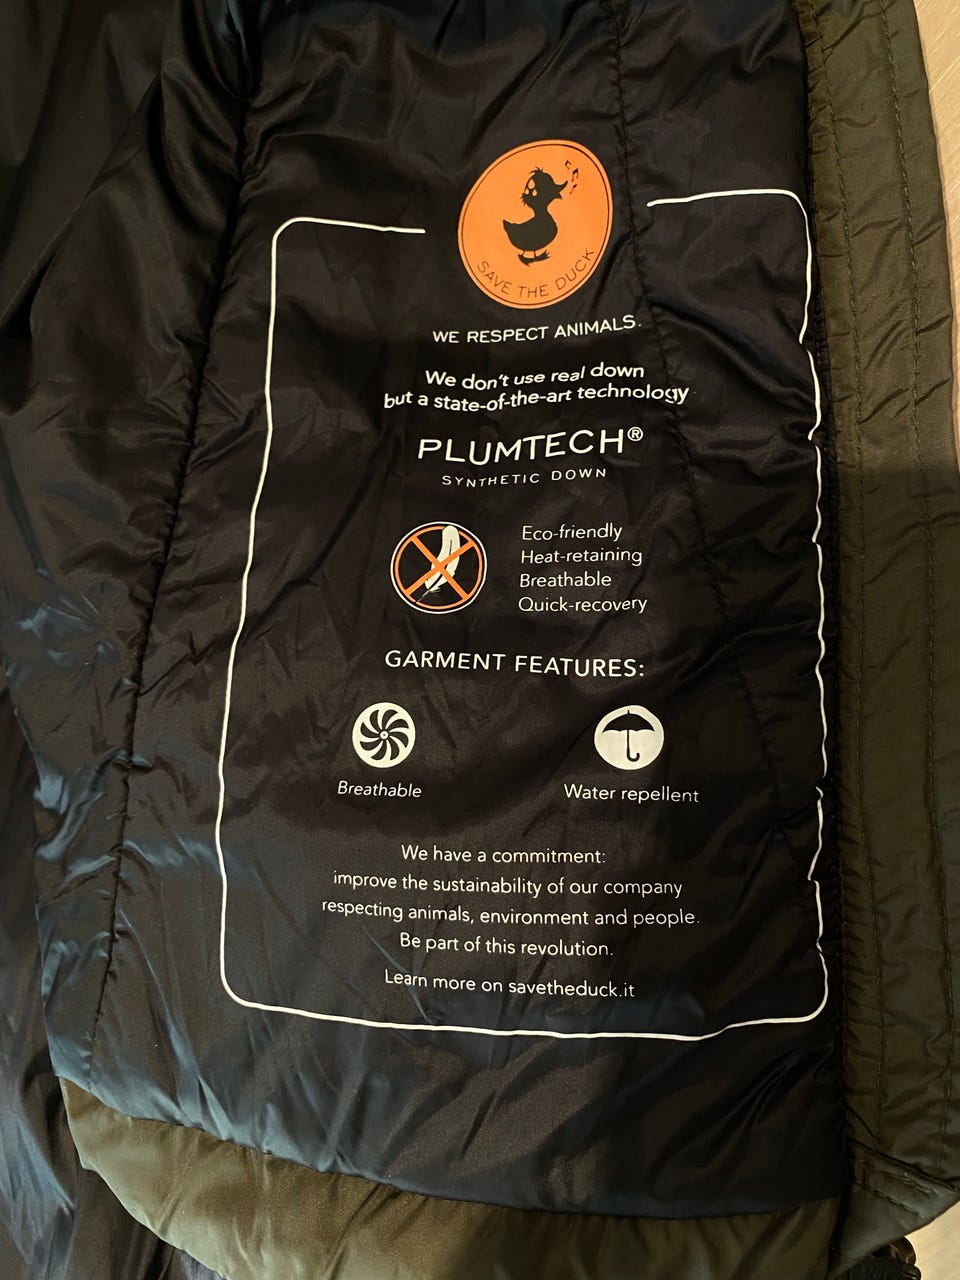 SAVE THE DUCK
WE RESPECT ANIMALS.
We don't use real down
but a state-of-the-art technology
PLUMTECH®
SYNTHETIC DOWN
Eco-friendly
Heat-retaining
Breathable
Quick-recovery
GARMENT FEATURES:
Breathable
Water repellent
We have a commitment:
improve the sustainability of our company
respecting animals, environment and people.
Be part of this revolution.
Learn more on savetheduck.it